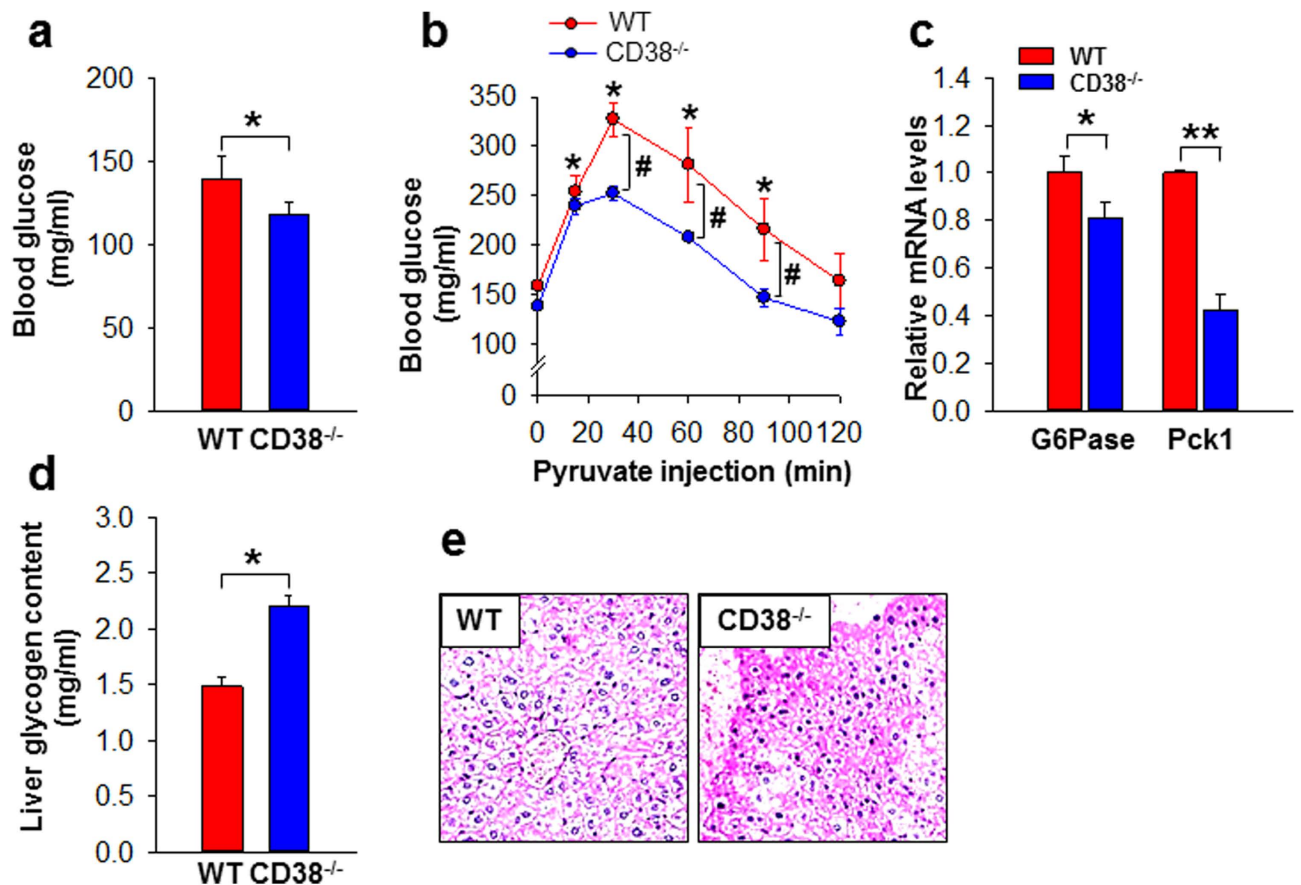 a
Blood glucose
(mg/ml)
200
150
100
50
0
*
WT CD38-/-
b
WT
CD38-/-
Blood glucose
(mg/ml)
350
300
250
200
150
100
0
* * * *
# # #
0 20 40 60 80 100 120
Pyruvate injection (min)
c
WT
CD38-/-
Relative mRNA levels
1.4
1.2
1.0
0.8
0.6
0.4
0.2
0.0
* **
G6Pase Pck1
d
Liver glycogen content
(mg/ml)
3.0
2.5
2.0
1.5
1.0
0.5
0.0
*
WT CD38-/-
e
WT
CD38-/-